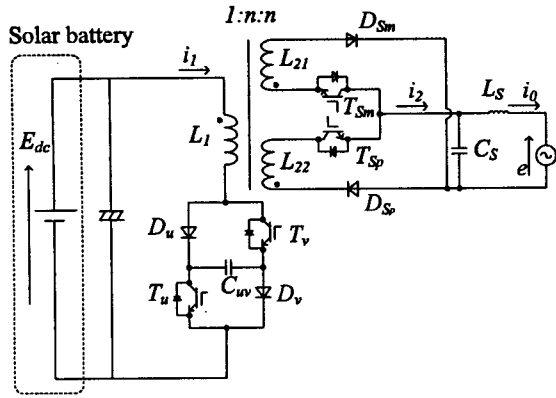 1:n:n
Solar battery
D_Sm
i_1
L_21
T_Sm
i_2
L_S
i_0
E_dc
L_1
L_22
T_Sp
C_S
e
D_Sp
D_u
T_v
T_u
C_uv
D_v